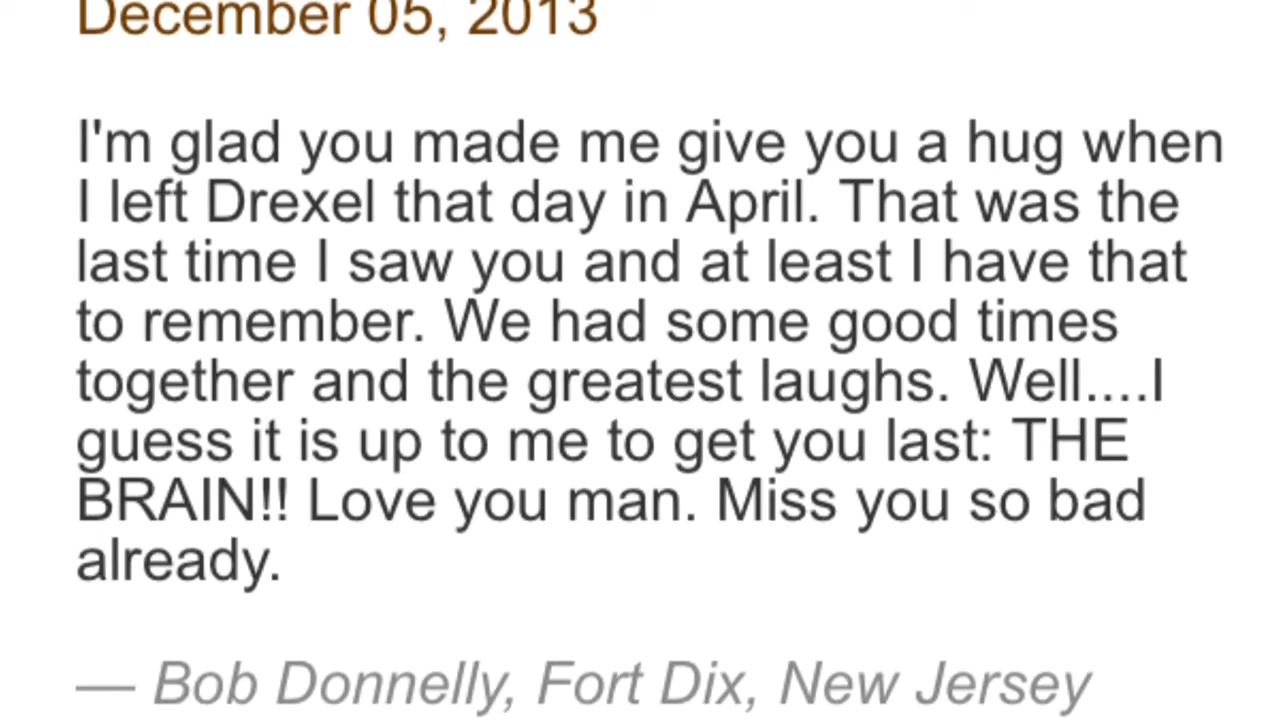 December 05, 2013
I'm glad you made me give you a hug when
I left Drexel that day in April. That was the
last time I saw you and at least I have that
to remember. We had some good times
together and the greatest laughs. Well....I
guess it is up to me to get you last: THE
BRAIN!! Love you man. Miss you so bad
already.
— Bob Donnelly, Fort Dix, New Jersey